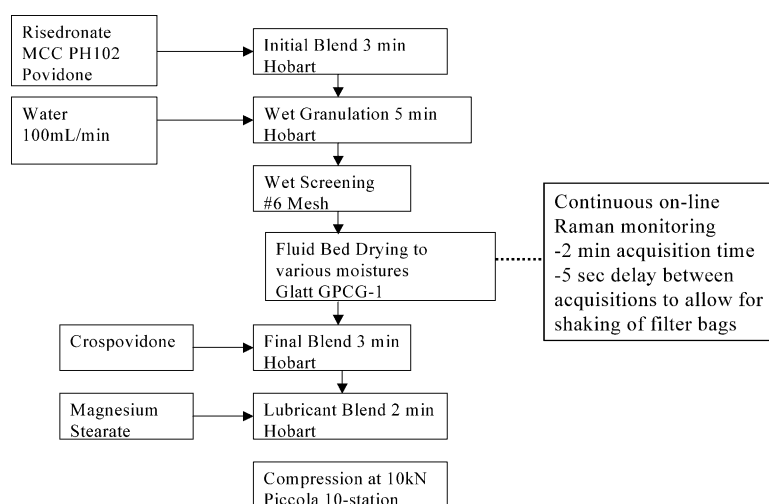 Risedronate
MCC PH102
Povidone
Initial Blend 3 min
Hobart
Water
100mL/min
Wet Granulation 5 min
Hobart
Wet Screening
#6 Mesh
Fluid Bed Drying to
various moistures
Glatt GPCG-1
Continuous on-line
Raman monitoring
-2 min acquisition time
-5 sec delay between
acquisitions to allow for
shaking of filter bags
Crospovidone
Final Blend 3 min
Hobart
Magnesium
Stearate
Lubricant Blend 2 min
Hobart
Compression at 10kN
Piccola 10-station